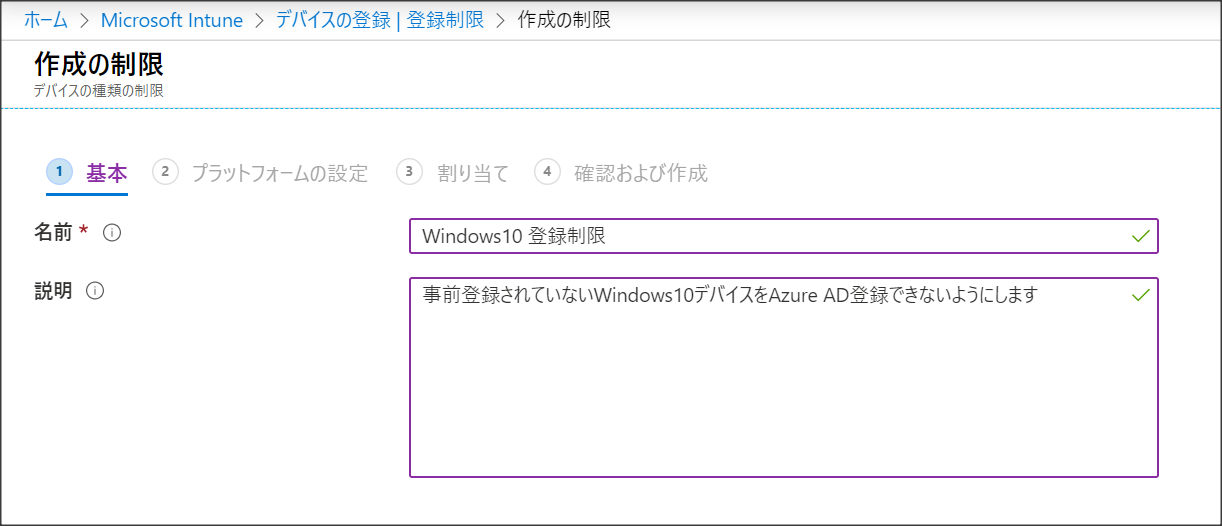 ホーム > Microsoft Intune > デバイスの登録 | 登録制限 > 作成の制限
作成の制限
デバイスの種類の制限
1 基本 2 プラットフォームの設定 3 割り当て 4 確認および作成
名前 * Windows10 登録制限
説明 事前登録されていないWindows10デバイスをAzure AD登録できないようにします